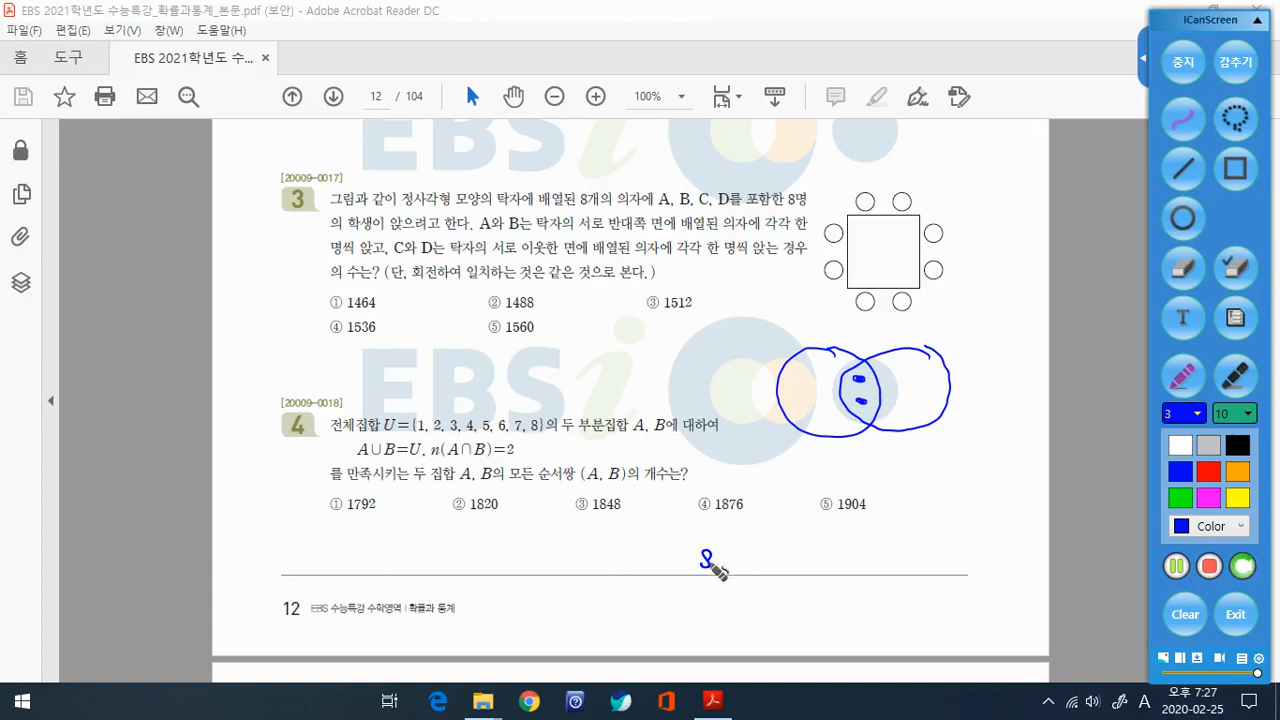 EBS 2021학년도 수능특강_확률과통계_본문.pdf (보안) - Adobe Acrobat Reader DC
파일(F) 편집(E) 보기(V) 창(W) 도움말(H)
홈 도구 EBS 2021학년도 수... ×
12 / 104 100%
EBSi
[20009-0017]
3 그림과 같이 정사각형 모양의 탁자에 배열된 8개의 의자에 A, B, C, D를 포함한 8명
의 학생이 앉으려고 한다. A와 B는 탁자의 서로 반대쪽 면에 배열된 의자에 각각 한
명씩 앉고, C와 D는 탁자의 서로 이웃한 면에 배열된 의자에 각각 한 명씩 앉는 경우
의 수는? (단, 회전하여 일치하는 것은 같은 것으로 본다.)
① 1464 ② 1488 ③ 1512
④ 1536 ⑤ 1560
EBSi
[20009-0018]
4 전체집합 U={1, 2, 3, 4, 5, 6, 7, 8}의 두 부분집합 A, B에 대하여
A∪B=U, n(A∩B)=2
를 만족시키는 두 집합 A, B의 모든 순서쌍 (A, B)의 개수는?
① 1792 ② 1820 ③ 1848 ④ 1876 ⑤ 1904
8
12 EBS 수능특강 수학영역 | 확률과 통계
ICanScreen
중지 감추기
T
3 10
Color
Clear Exit
A 오후 7:27
2020-02-25